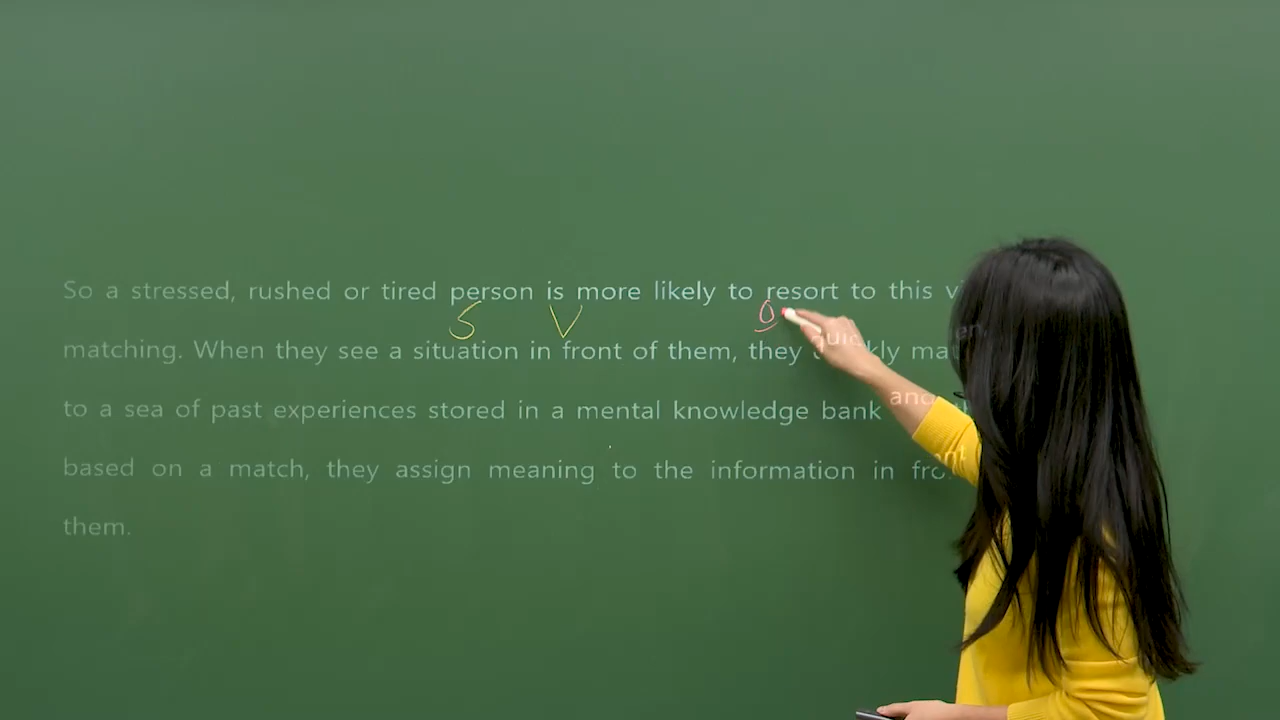 So a stressed, rushed or tired person is more likely to resort to this
S V
matching. When they see a situation in front of them, they
to a sea of past experiences stored in a mental knowledge bank and
based on a match, they assign meaning to the information in
them.